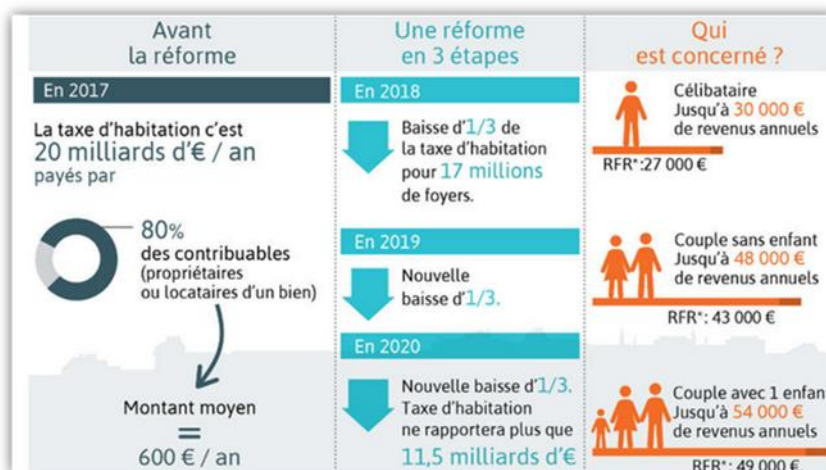 Avant
la réforme
En 2017
La taxe d'habitation c'est
20 milliards d'€ / an
payés par
80%
des contribuables
(propriétaires
ou locataires d'un bien)
Montant moyen
=
600 € / an
Une réforme
en 3 étapes
En 2018
Baisse d'1/3 de
la taxe d'habitation
pour 17 millions
de foyers.
En 2019
Nouvelle
baisse d'1/3.
En 2020
Nouvelle baisse d'1/3.
Taxe d'habitation
ne rapportera plus que
11,5 milliards d'€
Qui
est concerné ?
Célibataire
Jusqu'à 30 000 €
de revenus annuels
RFR*:27 000 €
Couple sans enfant
Jusqu'à 48 000 €
de revenus annuels
RFR*: 43 000 €
Couple avec 1 enfan
Jusqu'à 54 000 €
de revenus annuels
RFR*: 49 000 €